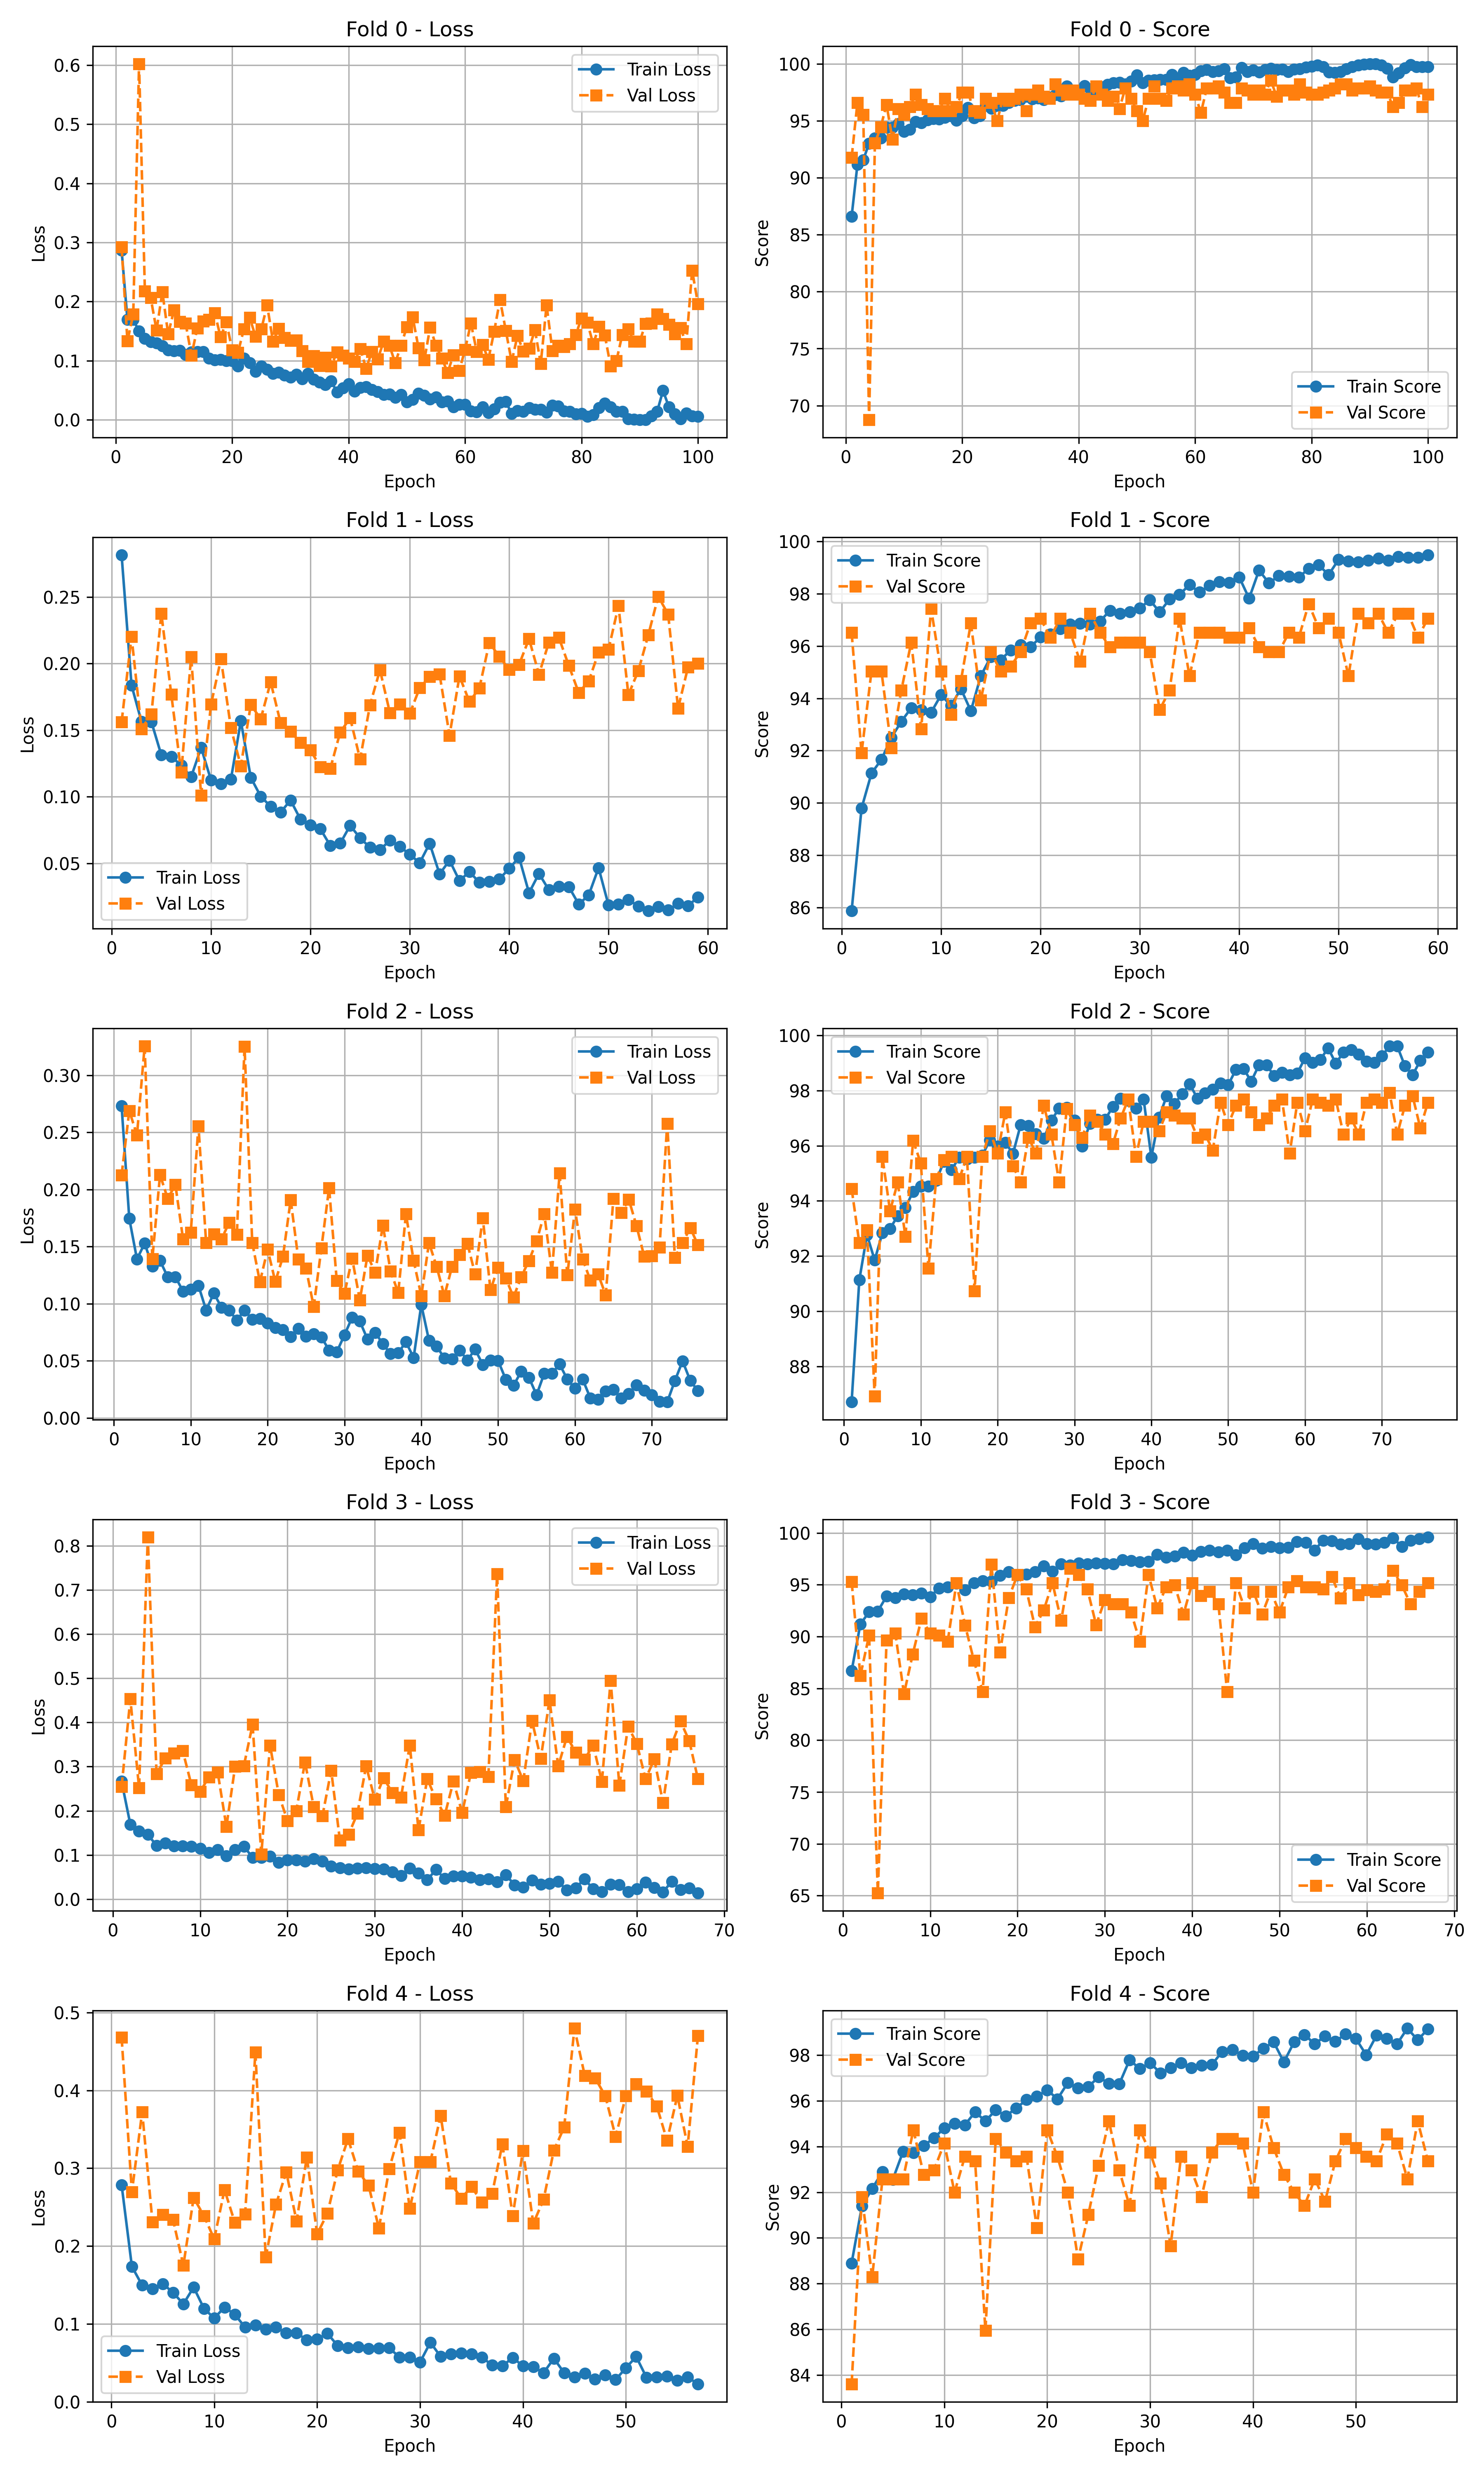 Fold 0 - Loss
0.6
0.5
0.4
0.3
0.2
0.1
0.0
Loss
Train Loss
Val Loss
0 20 40 60 80 100
Epoch
Fold 0 - Score
100
95
90
85
80
75
70
Score
Train Score
Val Score
0 20 40 60 80 100
Epoch
Fold 1 - Loss
0.25
0.20
0.15
0.10
0.05
Loss
Train Loss
Val Loss
0 10 20 30 40 50 60
Epoch
Fold 1 - Score
100
98
96
94
92
90
88
86
Score
Train Score
Val Score
0 10 20 30 40 50 60
Epoch
Fold 2 - Loss
0.30
0.25
0.20
0.15
0.10
0.05
0.00
Loss
Train Loss
Val Loss
0 10 20 30 40 50 60 70
Epoch
Fold 2 - Score
100
98
96
94
92
90
88
Score
Train Score
Val Score
0 10 20 30 40 50 60 70
Epoch
Fold 3 - Loss
0.8
0.7
0.6
0.5
0.4
0.3
0.2
0.1
0.0
Loss
Train Loss
Val Loss
0 10 20 30 40 50 60 70
Epoch
Fold 3 - Score
100
95
90
85
80
75
70
65
Score
Train Score
Val Score
0 10 20 30 40 50 60 70
Epoch
Fold 4 - Loss
0.5
0.4
0.3
0.2
0.1
0.0
Loss
Train Loss
Val Loss
0 10 20 30 40 50
Epoch
Fold 4 - Score
98
96
94
92
90
88
86
84
Score
Train Score
Val Score
0 10 20 30 40 50
Epoch